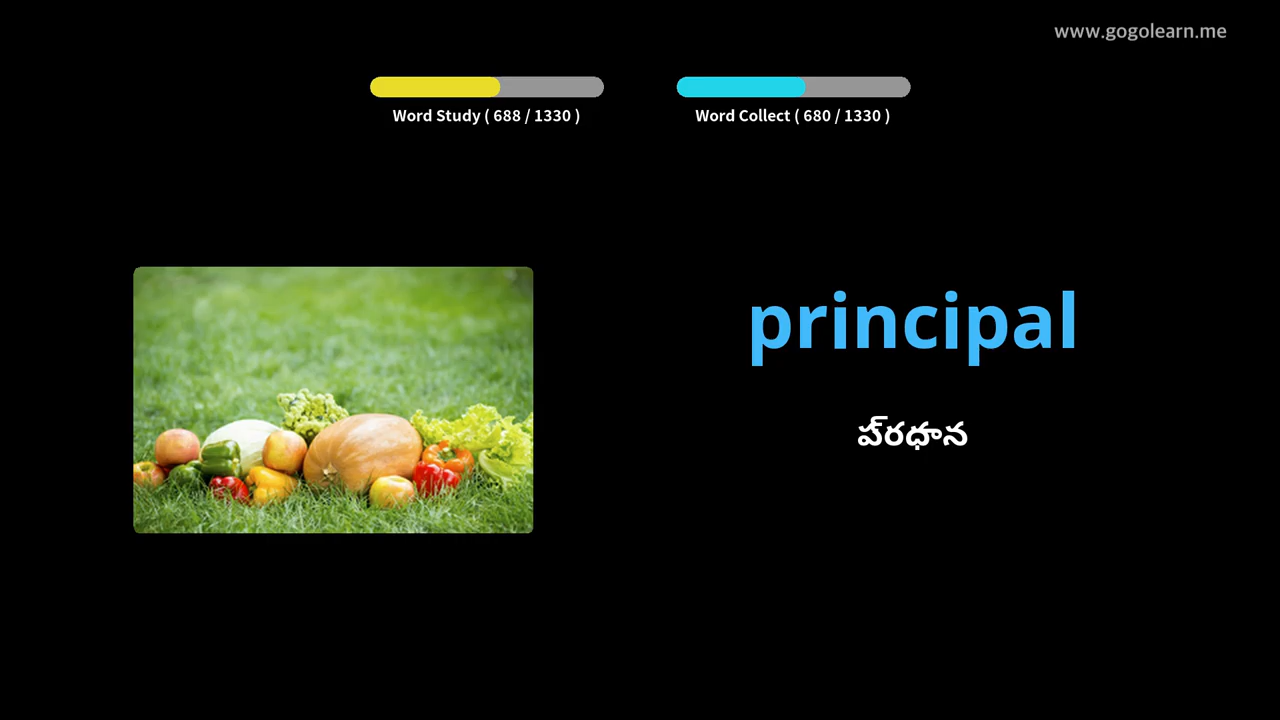 www.gogolearn.me
Word Study ( 688 / 1330 )
Word Collect ( 680 / 1330 )
principal
ప్రధాన